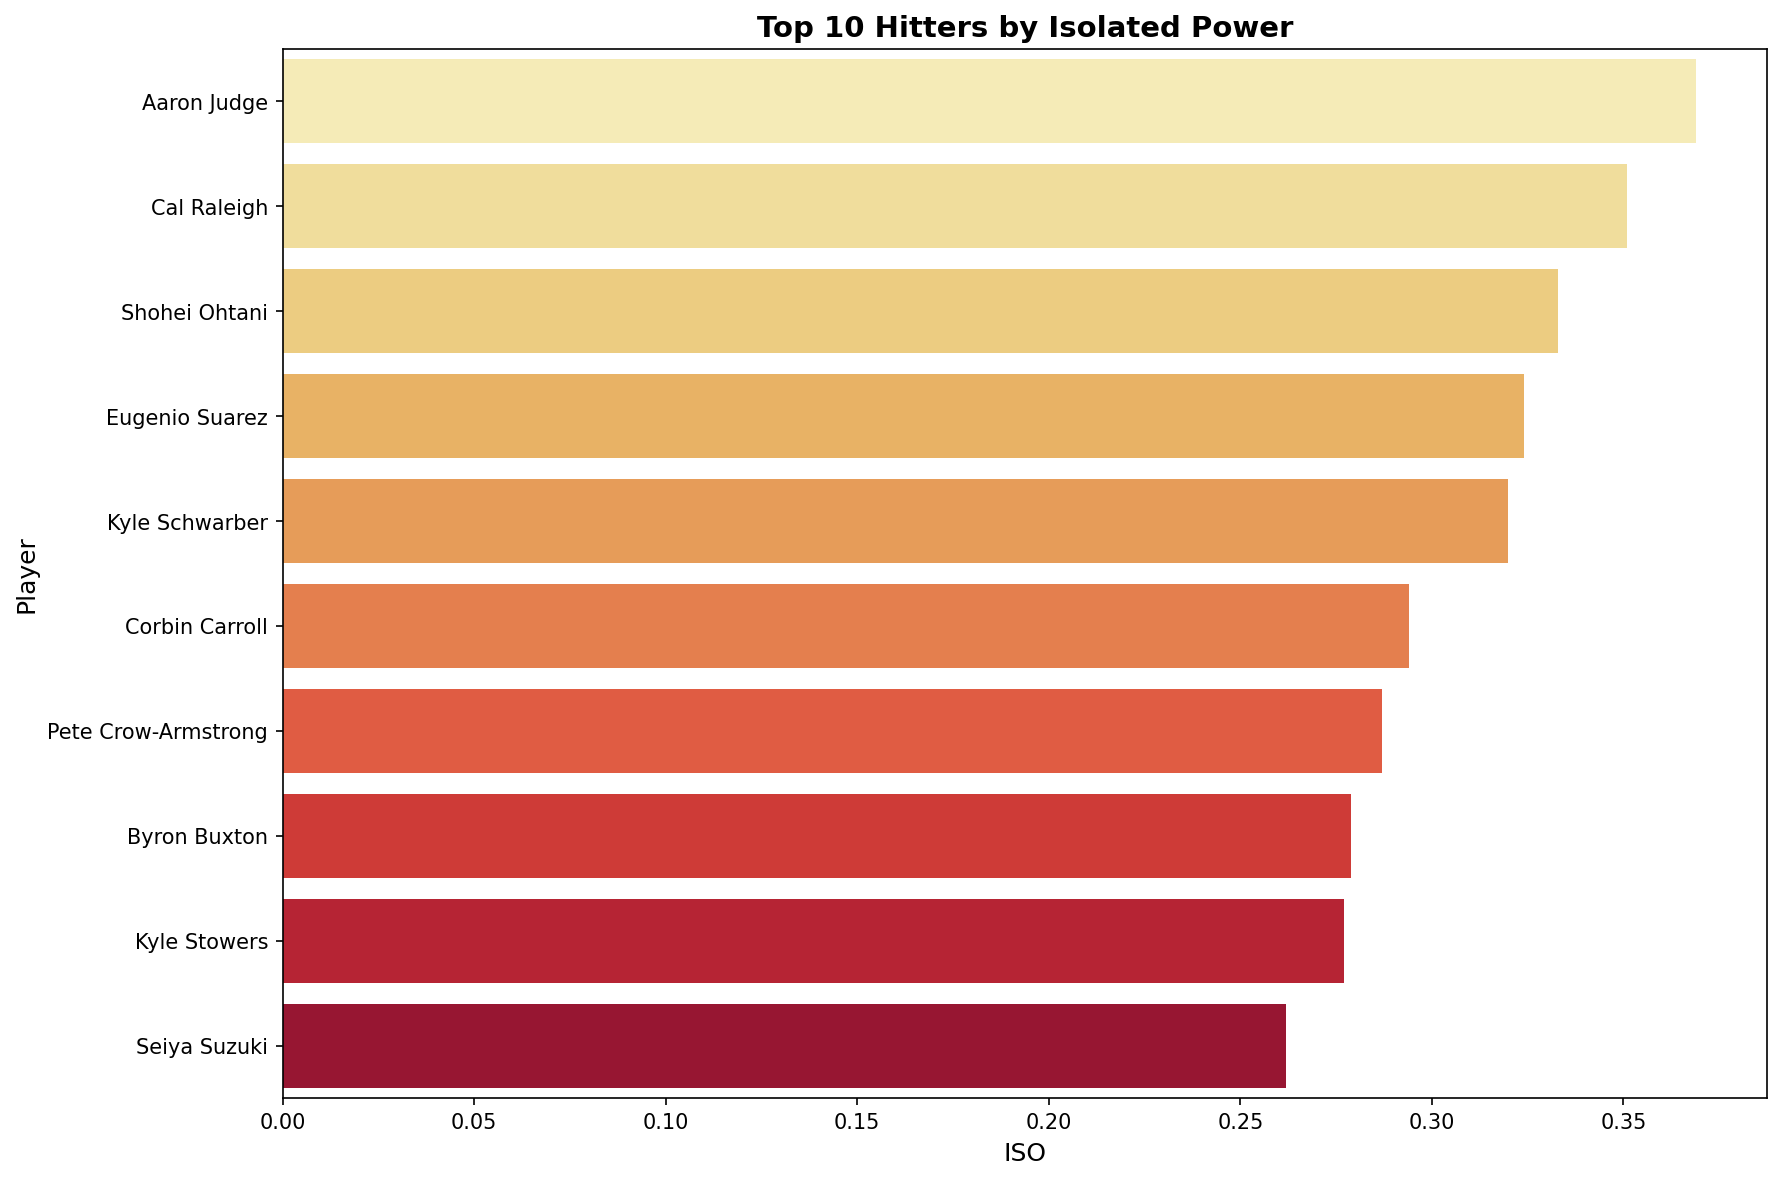 Top 10 Hitters by Isolated Power
Player
Aaron Judge
Cal Raleigh
Shohei Ohtani
Eugenio Suarez
Kyle Schwarber
Corbin Carroll
Pete Crow-Armstrong
Byron Buxton
Kyle Stowers
Seiya Suzuki
0.00 0.05 0.10 0.15 0.20 0.25 0.30 0.35
ISO